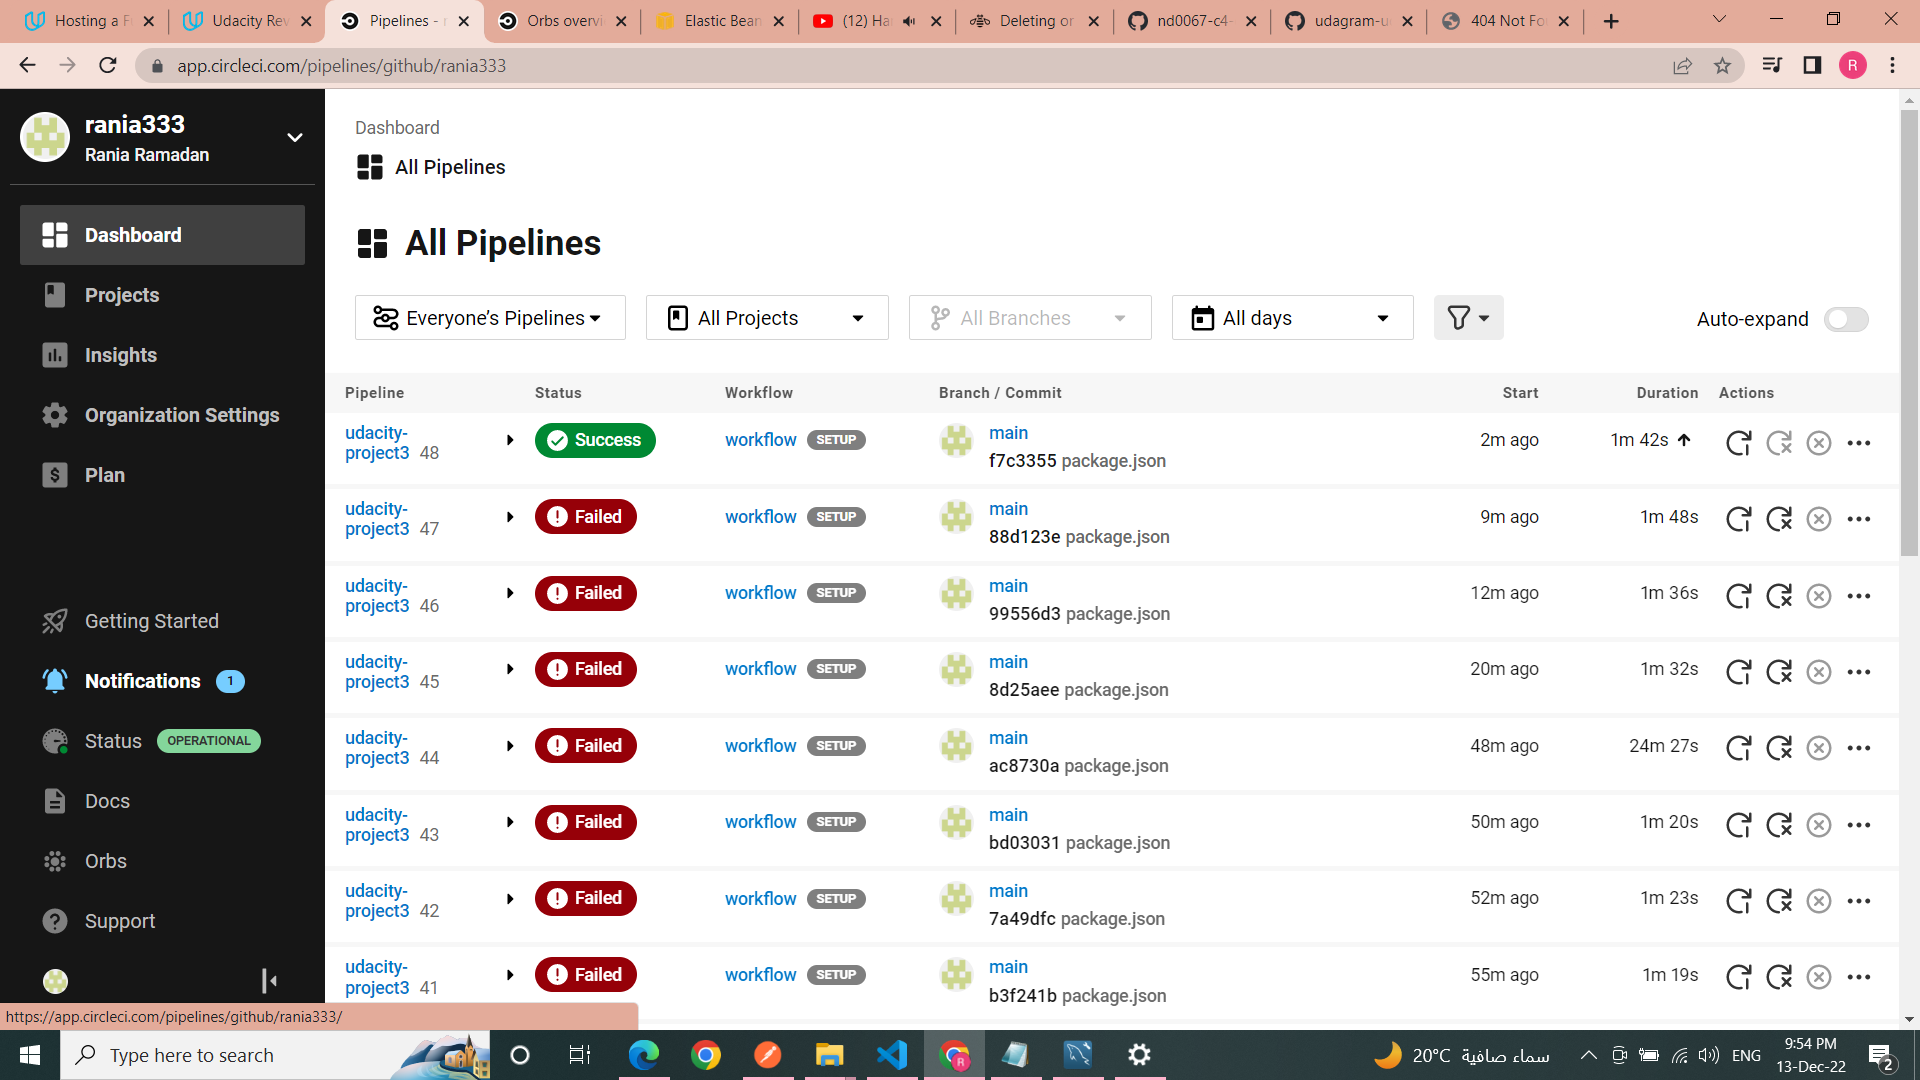 Hosting a F
Udacity Rev
Pipelines - r
Orbs overvi
Elastic Bean
(12) Ha
Deleting or
nd0067-c4-
udagram-u
404 Not Fo
app.circleci.com/pipelines/github/rania333
R
rania333
Rania Ramadan
Dashboard
Projects
Insights
Organization Settings
Plan
Getting Started
Notifications 1
Status OPERATIONAL
Docs
Orbs
Support
https://app.circleci.com/pipelines/github/rania333/
Dashboard
All Pipelines
All Pipelines
Everyone’s Pipelines
All Projects
All Branches
All days
Auto-expand
Pipeline Status Workflow Branch / Commit Start Duration Actions
udacity-
project3 48 Success workflow SETUP main 2m ago 1m 42s
f7c3355 package.json
udacity-
project3 47 Failed workflow SETUP main 9m ago 1m 48s
88d123e package.json
udacity-
project3 46 Failed workflow SETUP main 12m ago 1m 36s
99556d3 package.json
udacity-
project3 45 Failed workflow SETUP main 20m ago 1m 32s
8d25aee package.json
udacity-
project3 44 Failed workflow SETUP main 48m ago 24m 27s
ac8730a package.json
udacity-
project3 43 Failed workflow SETUP main 50m ago 1m 20s
bd03031 package.json
udacity-
project3 42 Failed workflow SETUP main 52m ago 1m 23s
7a49dfc package.json
udacity-
project3 41 Failed workflow SETUP main 55m ago 1m 19s
b3f241b package.json
Type here to search
20°C سماء صافية
ENG
9:54 PM
13-Dec-22
2